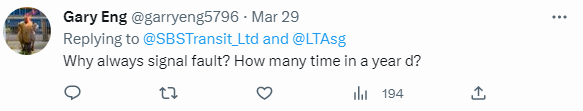 Gary Eng @garryeng5796 · Mar 29
Replying to @SBSTransit_Ltd and @LTAsg
Why always signal fault? How many time in a year d?
194